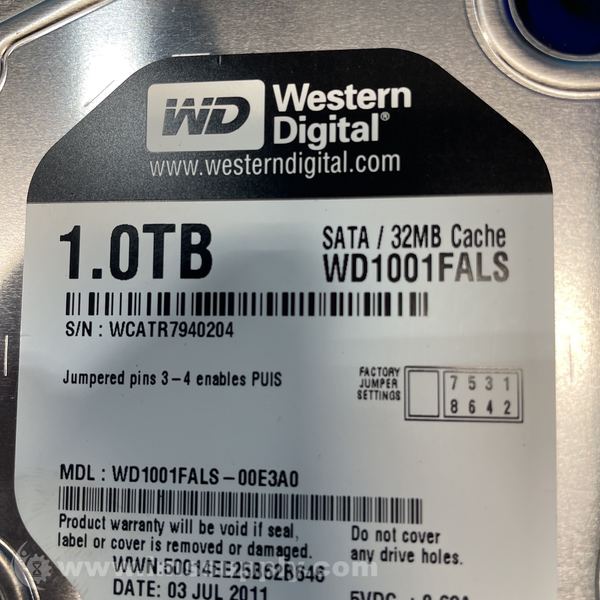 WD Western
Digital®
www.westerndigital.com
1.0TB
SATA / 32MB Cache
WD1001FALS
S/N : WCATR7940204
Jumpered pins 3-4 enables PUIS
FACTORY
JUMPER
SETTINGS
7 5 3 1
8 6 4 2
MDL : WD1001FALS-00E3A0
Product warranty will be void if seal,
label or cover is removed or damaged.
Do not cover
any drive holes.
DATE: 03 JUL 2011
5VDC